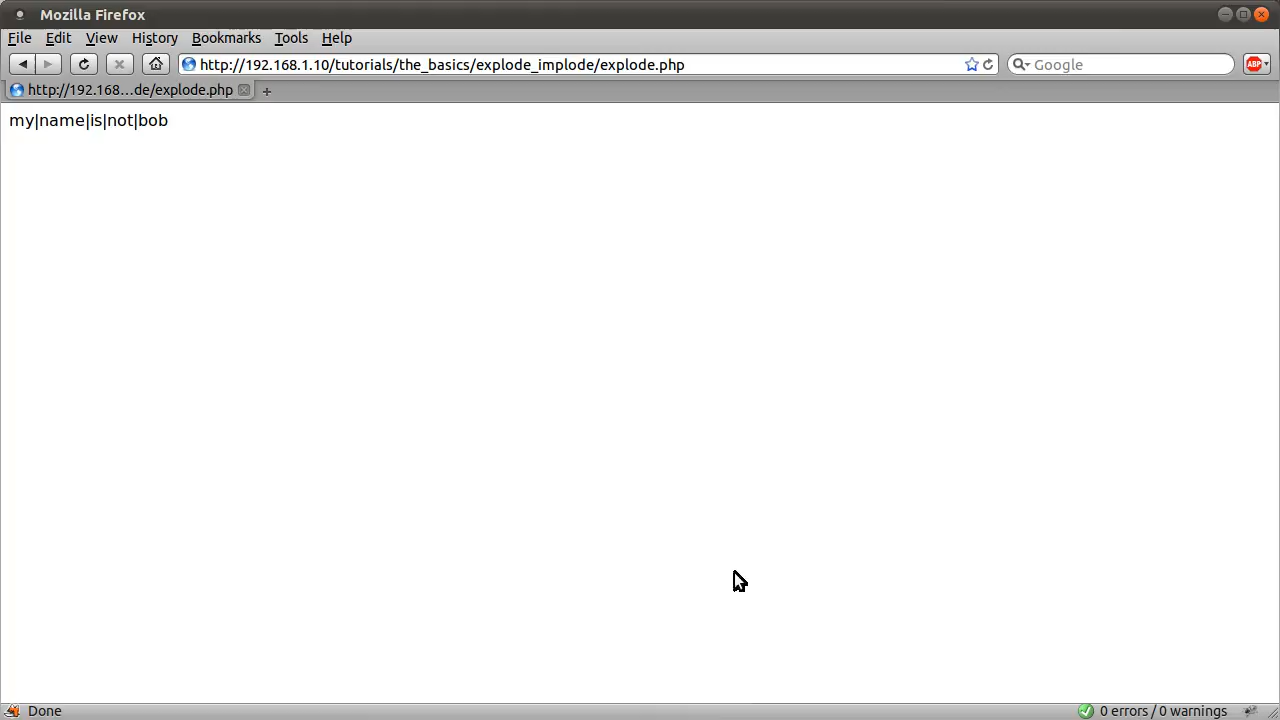 Mozilla Firefox
File Edit View History Bookmarks Tools Help
http://192.168.1.10/tutorials/the_basics/explode_implode/explode.php Google ABP
http://192.168...de/explode.php
my|name|is|not|bob
Done 0 errors / 0 warnings